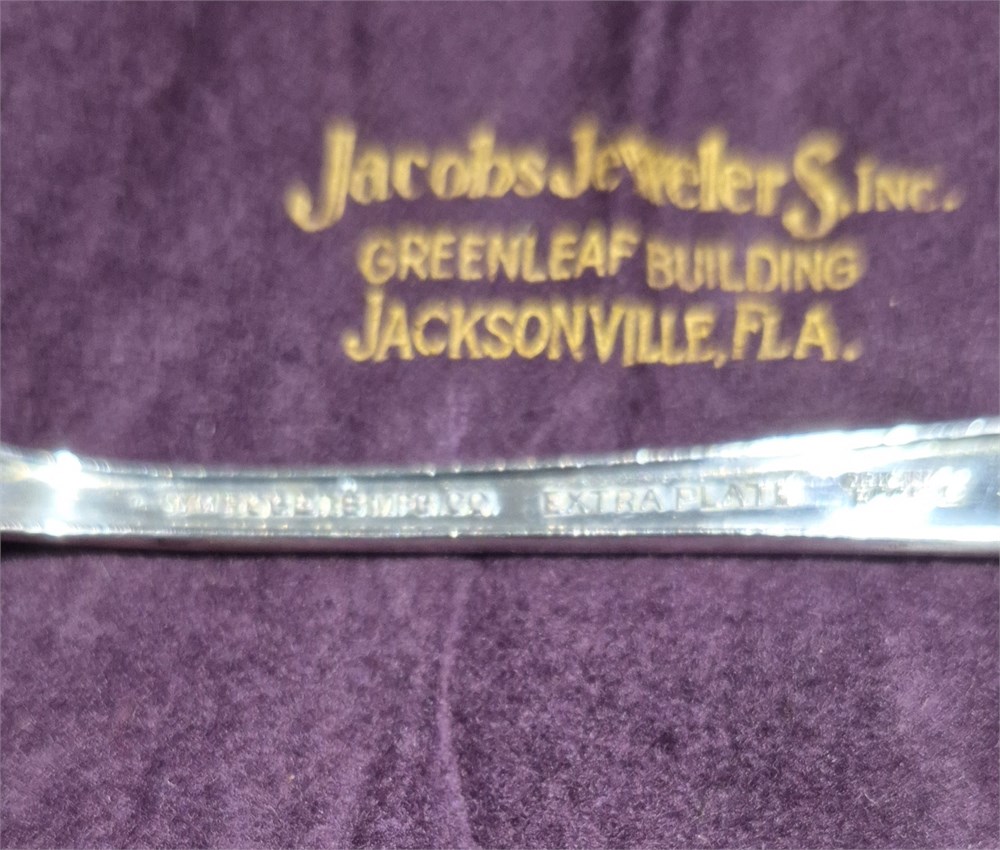 Jacobs JewelerS, INC.
GREENLEAF BUILDING
JACKSONVILLE, FLA.
EXTRA PLATE